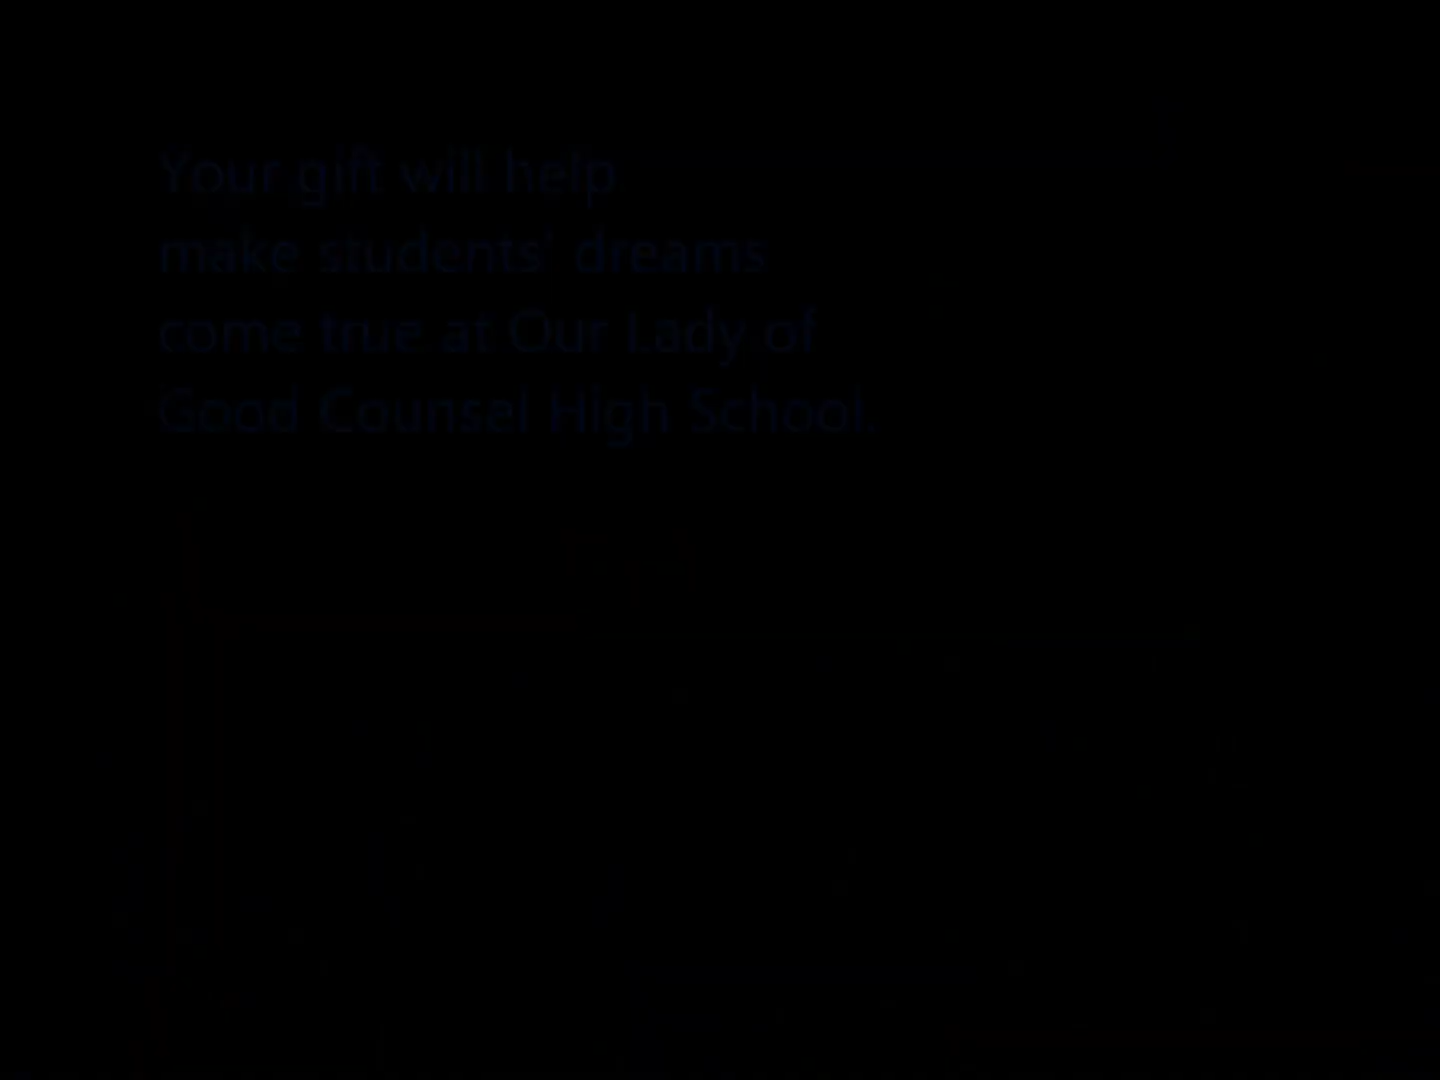 Your gift will help
make students' dreams
come true at Our Lady of
Good Counsel High School.